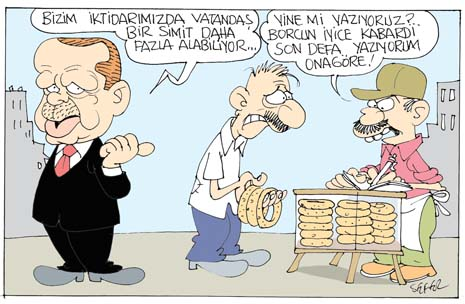 BİZİM İKTİDARIMIZDA VATANDAŞ
BİR SİMİT DAHA
FAZLA ALABİLİYOR...
YİNE Mİ YAZIYORUZ?..
BORCUN İYİCE KABARDI
SON DEFA YAZIYORUM
ONAGÖRE!